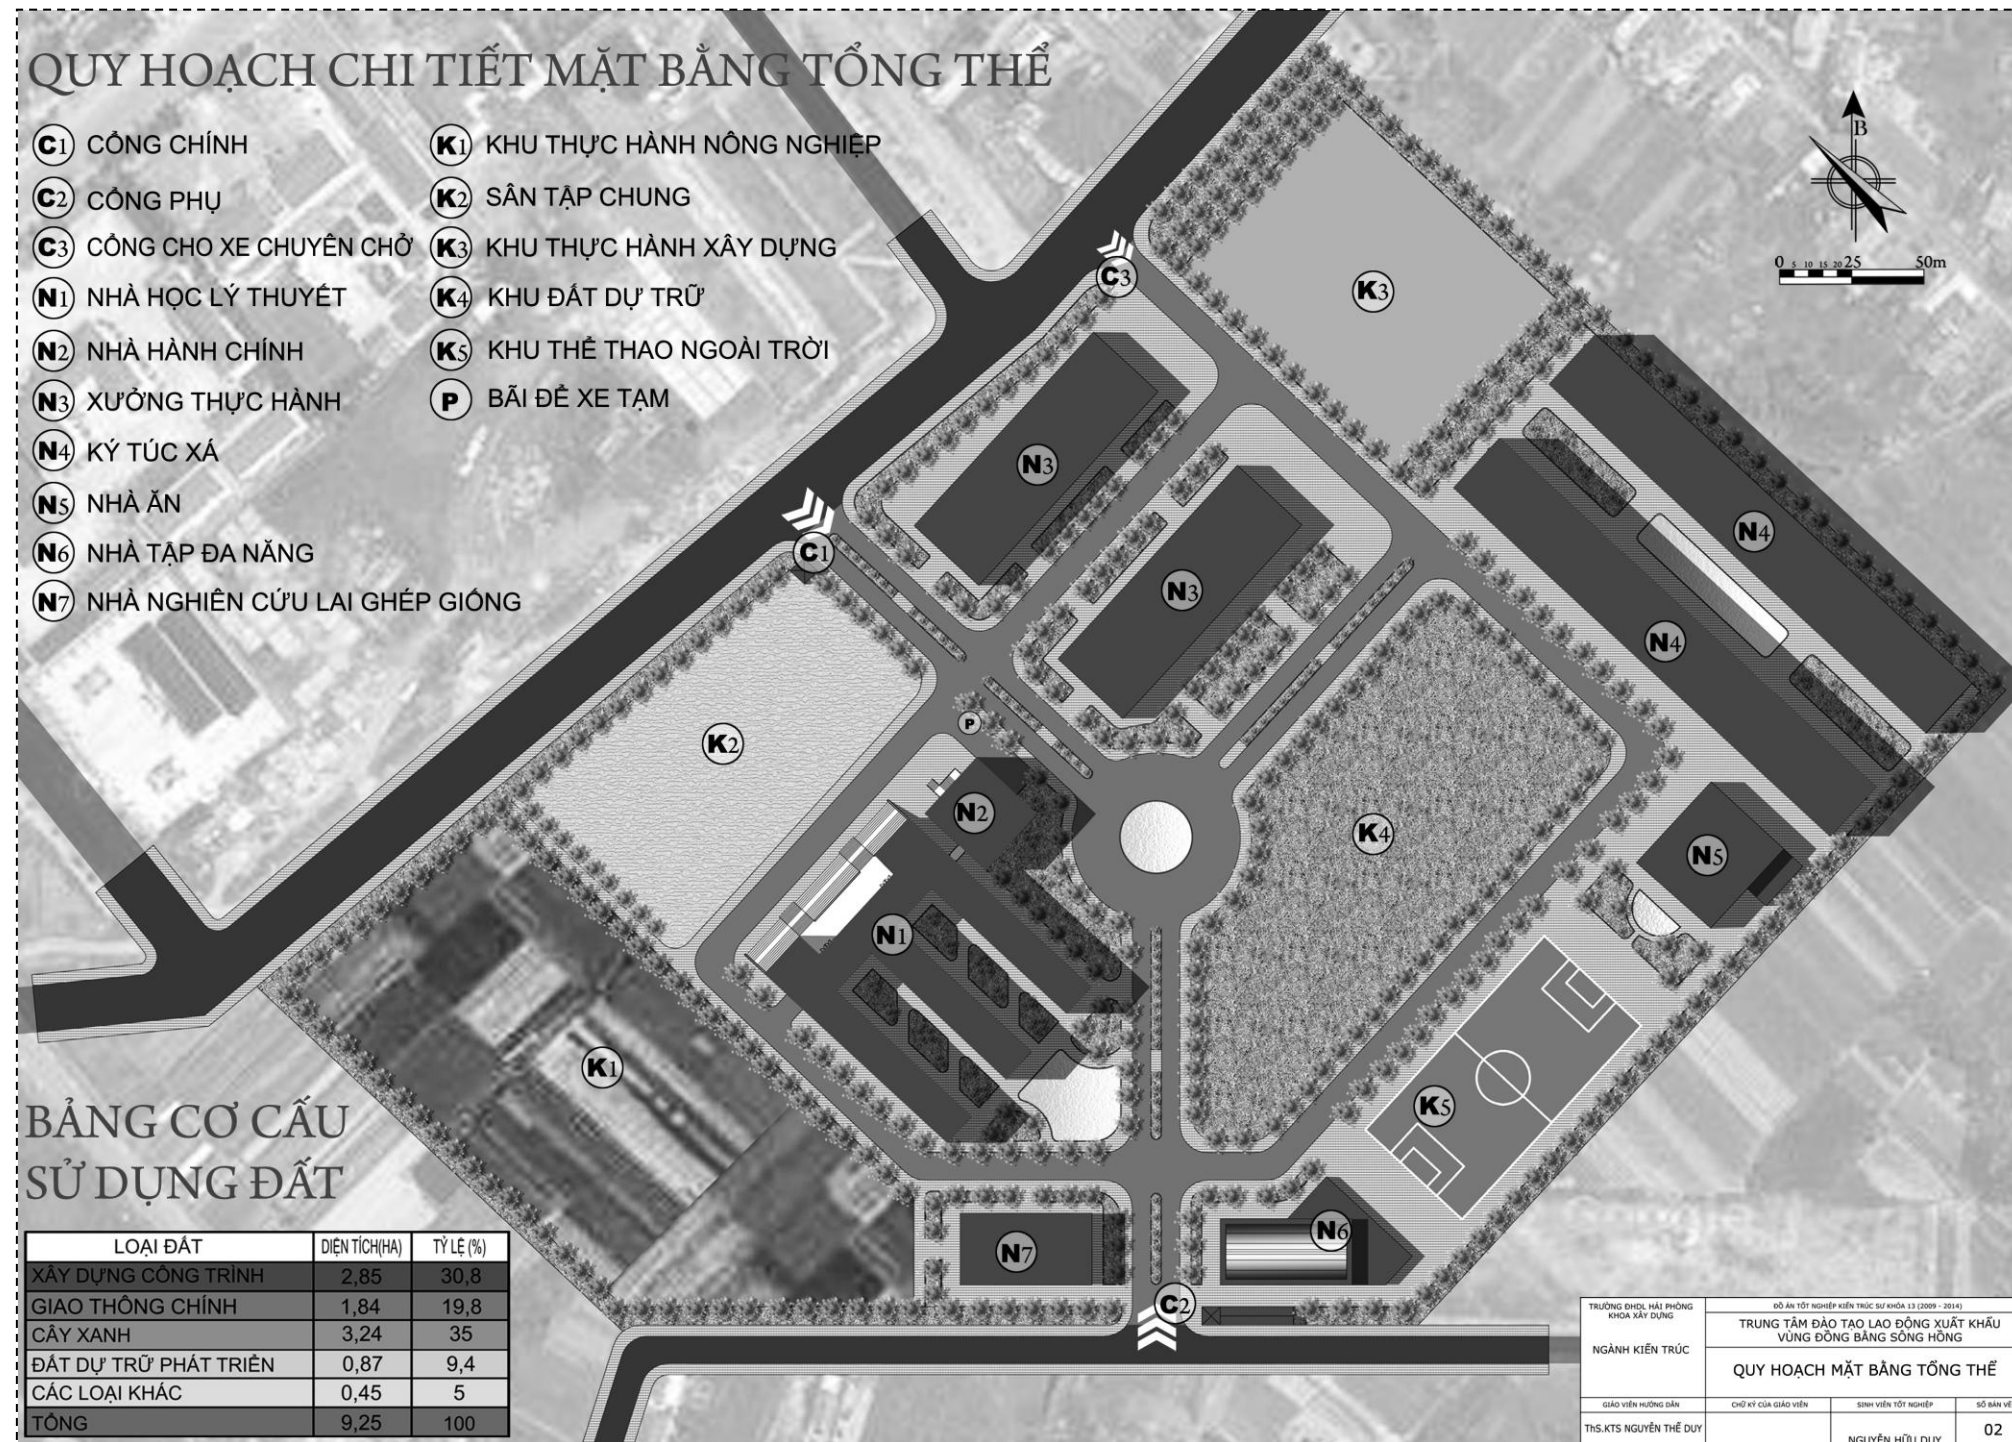 QUY HOẠCH CHI TIẾT MẶT BẰNG TỔNG THỂ
C1 CỔNG CHÍNH
C2 CỔNG PHỤ
C3 CỔNG CHO XE CHUYÊN CHỞ
N1 NHÀ HỌC LÝ THUYẾT
N2 NHÀ HÀNH CHÍNH
N3 XƯỞNG THỰC HÀNH
N4 KÝ TÚC XÁ
N5 NHÀ ĂN
N6 NHÀ TẬP ĐA NĂNG
N7 NHÀ NGHIÊN CỨU LAI GHÉP GIỐNG
K1 KHU THỰC HÀNH NÔNG NGHIỆP
K2 SÂN TẬP CHUNG
K3 KHU THỰC HÀNH XÂY DỰNG
K4 KHU ĐẤT DỰ TRỮ
K5 KHU THỂ THAO NGOÀI TRỜI
P BÃI ĐỂ XE TẠM
B
0 5 10 15 20 25 50m
C3
K3
N3
C1
N3
N4
N4
K2
P
N2
K4
N5
N1
K1
K5
N7
N6
C2
BẢNG CƠ CẤU
SỬ DỤNG ĐẤT
LOẠI ĐẤT DIỆN TÍCH(HA) TỶ LỆ (%)
XÂY DỰNG CÔNG TRÌNH 2,85 30,8
GIAO THÔNG CHÍNH 1,84 19,8
CÂY XANH 3,24 35
ĐẤT DỰ TRỮ PHÁT TRIỂN 0,87 9,4
CÁC LOẠI KHÁC 0,45 5
TỔNG 9,25 100
TRƯỜNG ĐHDL HẢI PHÒNG
KHOA XÂY DỰNG
NGÀNH KIẾN TRÚC
ĐỒ ÁN TỐT NGHIỆP KIẾN TRÚC SƯ KHÓA 13 (2009 - 2014)
TRUNG TÂM ĐÀO TẠO LAO ĐỘNG XUẤT KHẨU
VÙNG ĐỒNG BẰNG SÔNG HỒNG
QUY HOẠCH MẶT BẰNG TỔNG THỂ
GIÁO VIÊN HƯỚNG DẪN CHỮ KÝ CỦA GIÁO VIÊN SINH VIÊN TỐT NGHIỆP SỐ BẢN VẼ
ThS.KTS NGUYỄN THẾ DUY NGUYỄN HỮU DUY 02